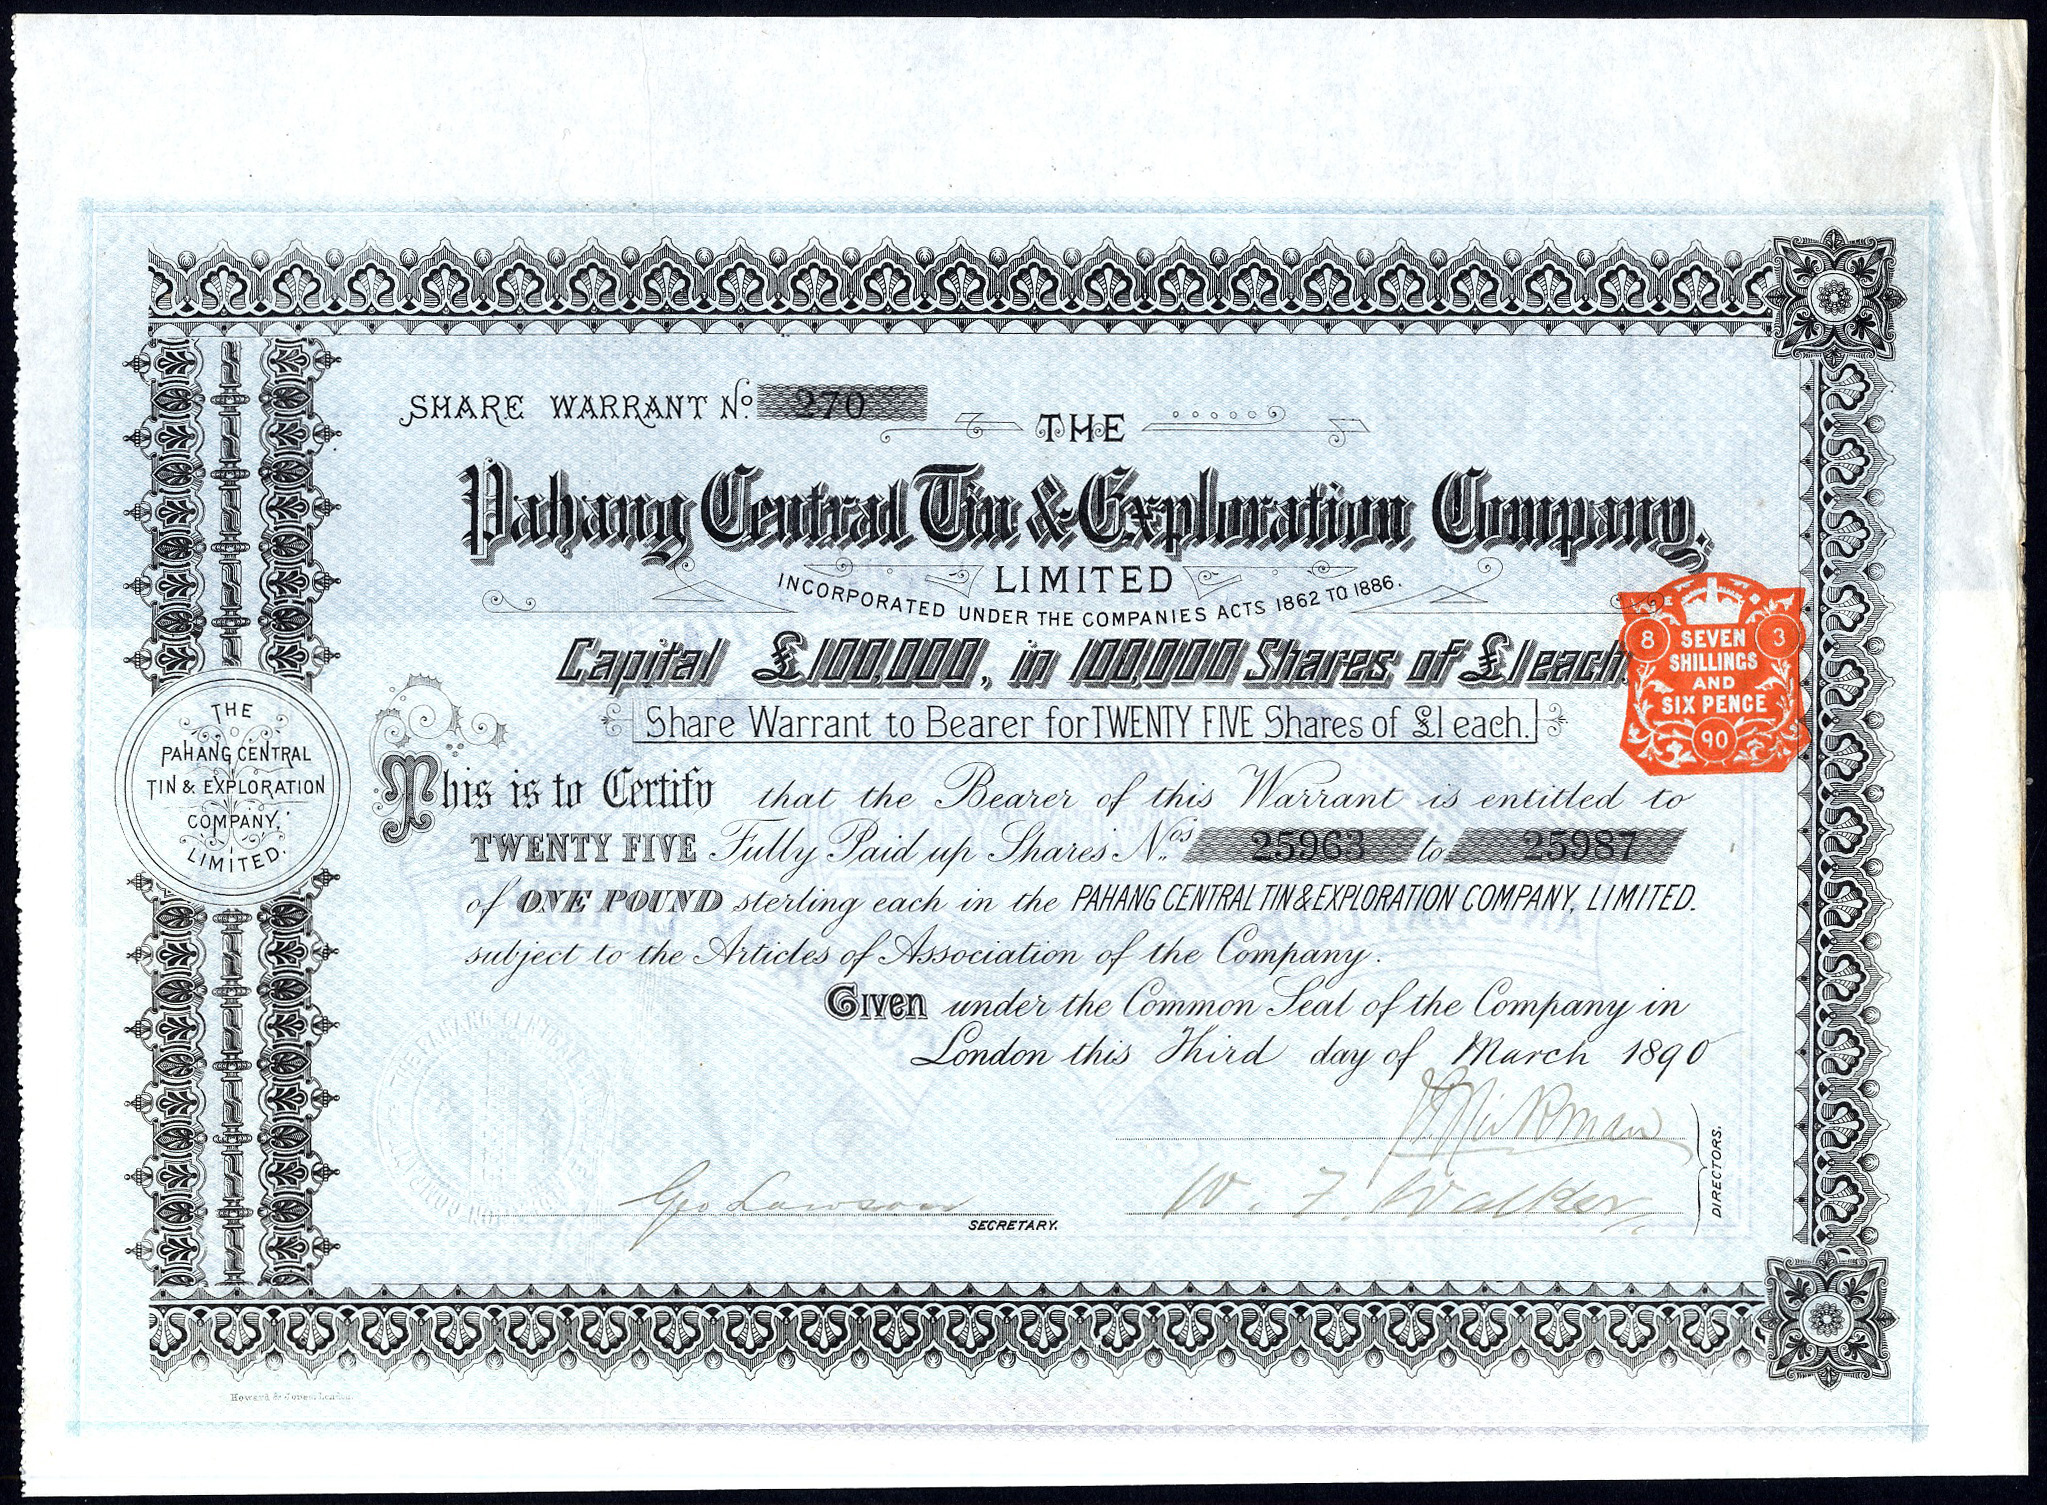 SHARE WARRANT No. 270
THE
Pahang Central Tin & Exploration Company,
LIMITED
INCORPORATED UNDER THE COMPANIES ACTS 1862 TO 1886.
Capital £100,000, in 100,000 Shares of £1 each.
8 3
SEVEN
SHILLINGS
AND
SIX PENCE
90
Share Warrant to Bearer for TWENTY FIVE Shares of £1 each.
THE
PAHANG CENTRAL
TIN & EXPLORATION
COMPANY,
LIMITED.
This is to Certify that the Bearer of this Warrant is entitled to
TWENTY FIVE Fully Paid up Shares Nos. 25963 to 25987
of ONE POUND sterling each in the PAHANG CENTRAL TIN & EXPLORATION COMPANY, LIMITED.
subject to the Articles of Association of the Company.
Given under the Common Seal of the Company in
London this Third day of March 1890
Geo Lawson
SECRETARY.
W. F. Walker
DIRECTORS.
Howard & Jones, London.